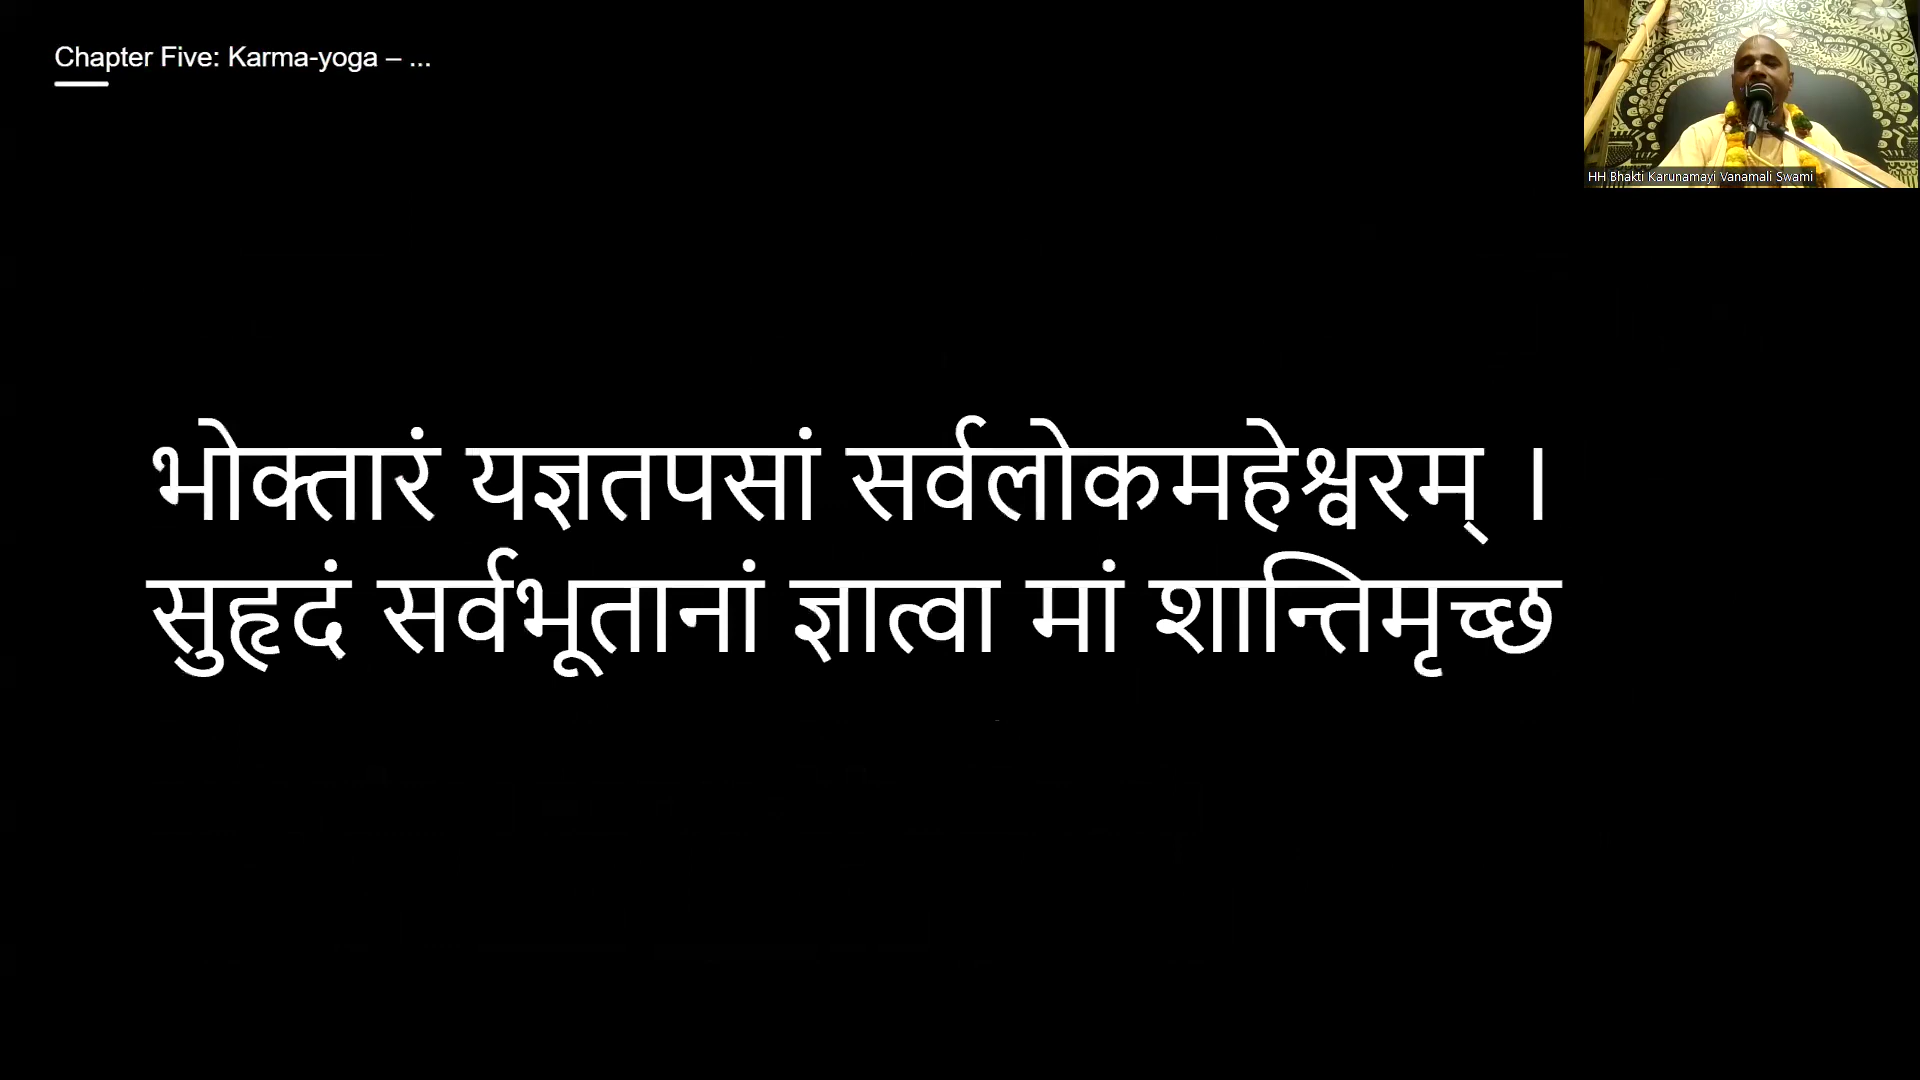 Chapter Five: Karma-yoga – ...
HH Bhakti Karunamayi Vanamali Swami
भोक्तारं यज्ञतपसां सर्वलोकमहेश्वरम् ।
सुहृदं सर्वभूतानां ज्ञात्वा मां शान्तिमृच्छ